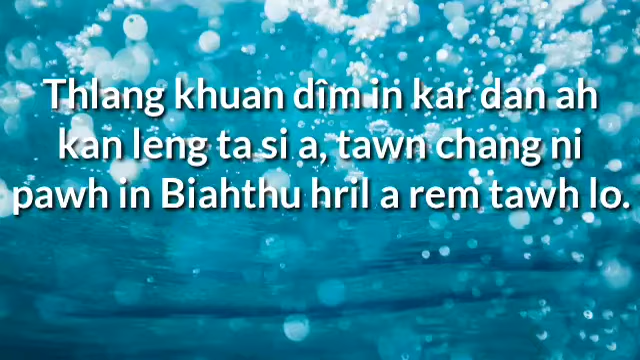 Thlang khuan dîm in kar dan ah
kan leng ta si a, tawn chang ni
pawh in Biahthu hril a rem tawh lo.